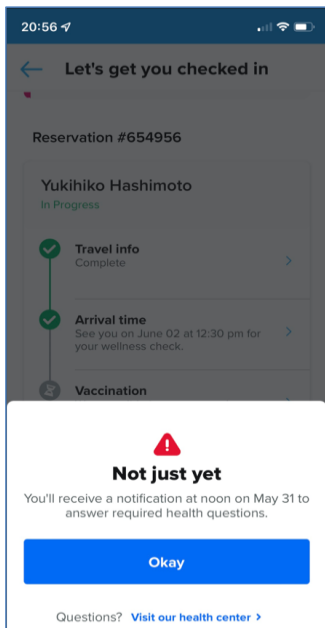 20:56
Let's get you checked in
Reservation #654956
Yukihiko Hashimoto
In Progress
Travel info
Complete
Arrival time
See you on June 02 at 12:30 pm for
your wellness check.
Vaccination
Not just yet
You'll receive a notification at noon on May 31 to
answer required health questions.
Okay
Questions? Visit our health center >